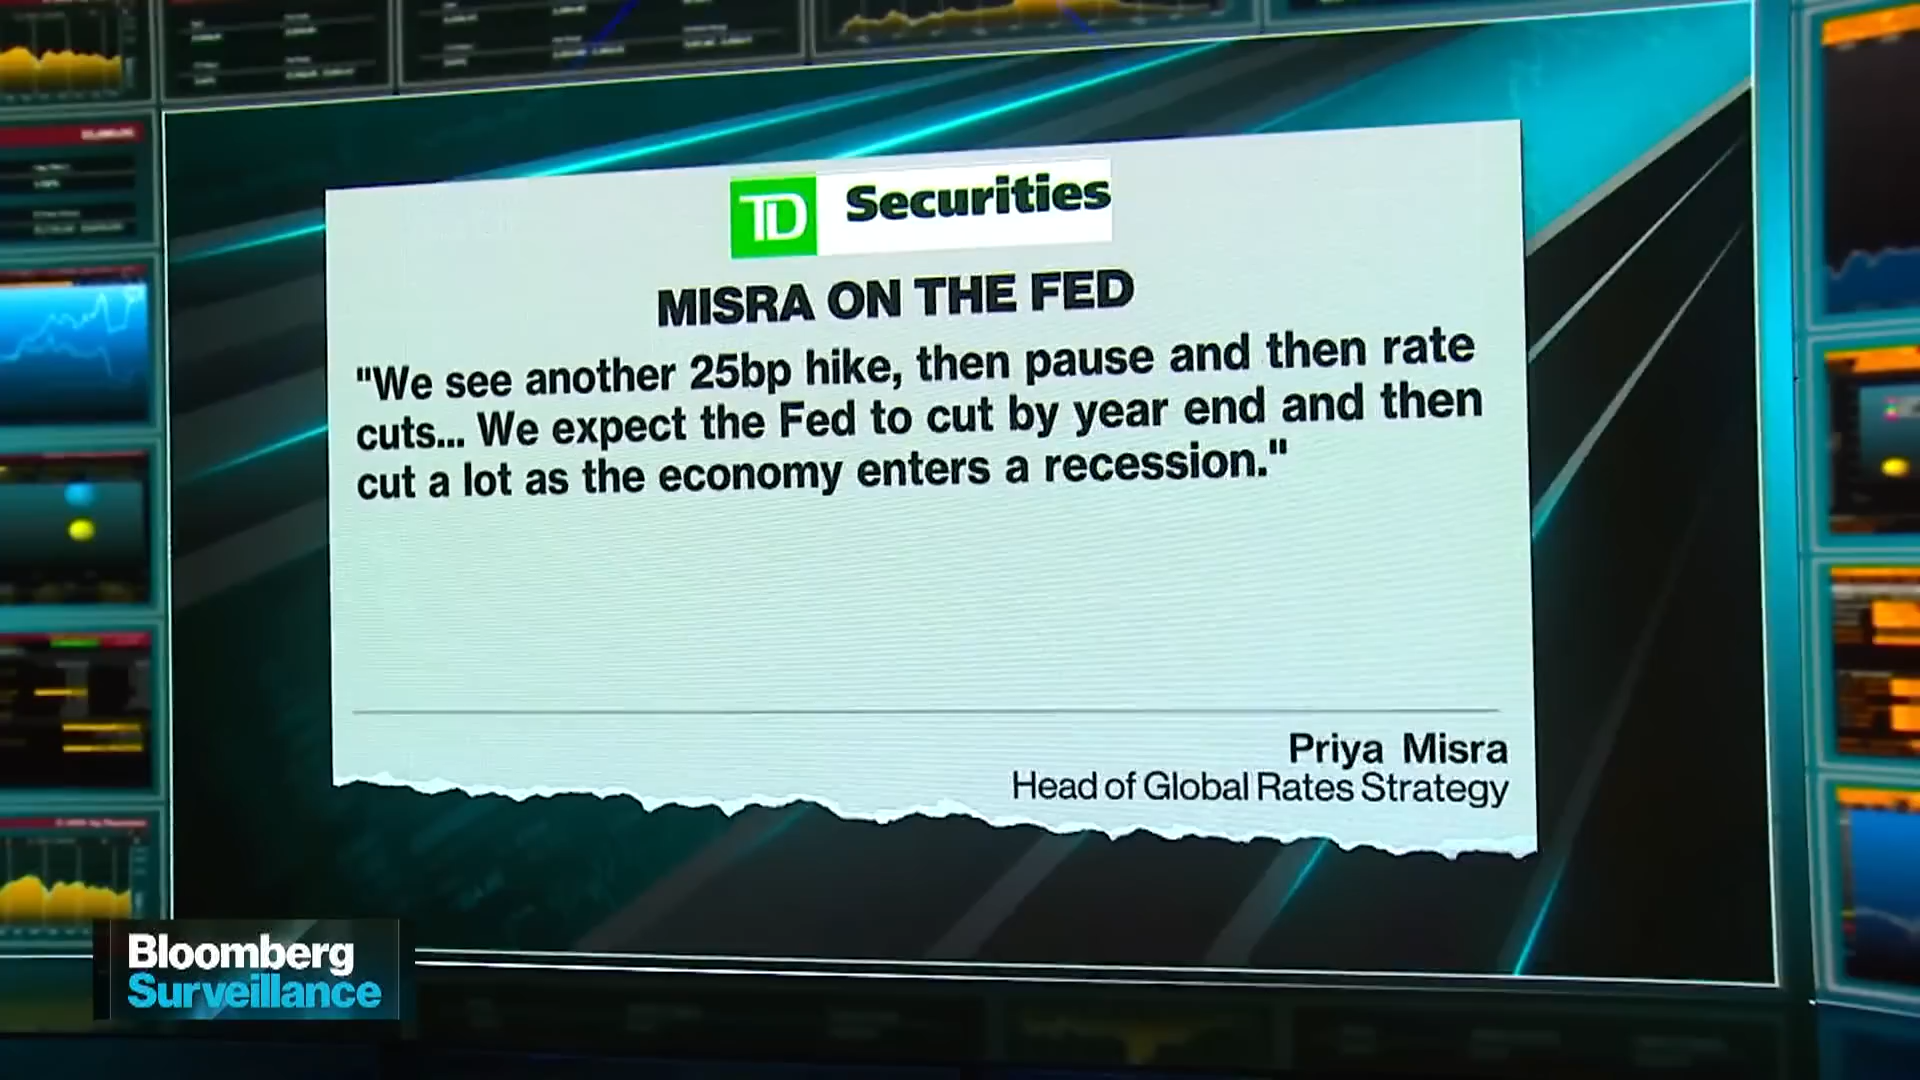 TD Securities
MISRA ON THE FED
"We see another 25bp hike, then pause and then rate
cuts... We expect the Fed to cut by year end and then
cut a lot as the economy enters a recession."
Priya Misra
Head of Global Rates Strategy
Bloomberg
Surveillance